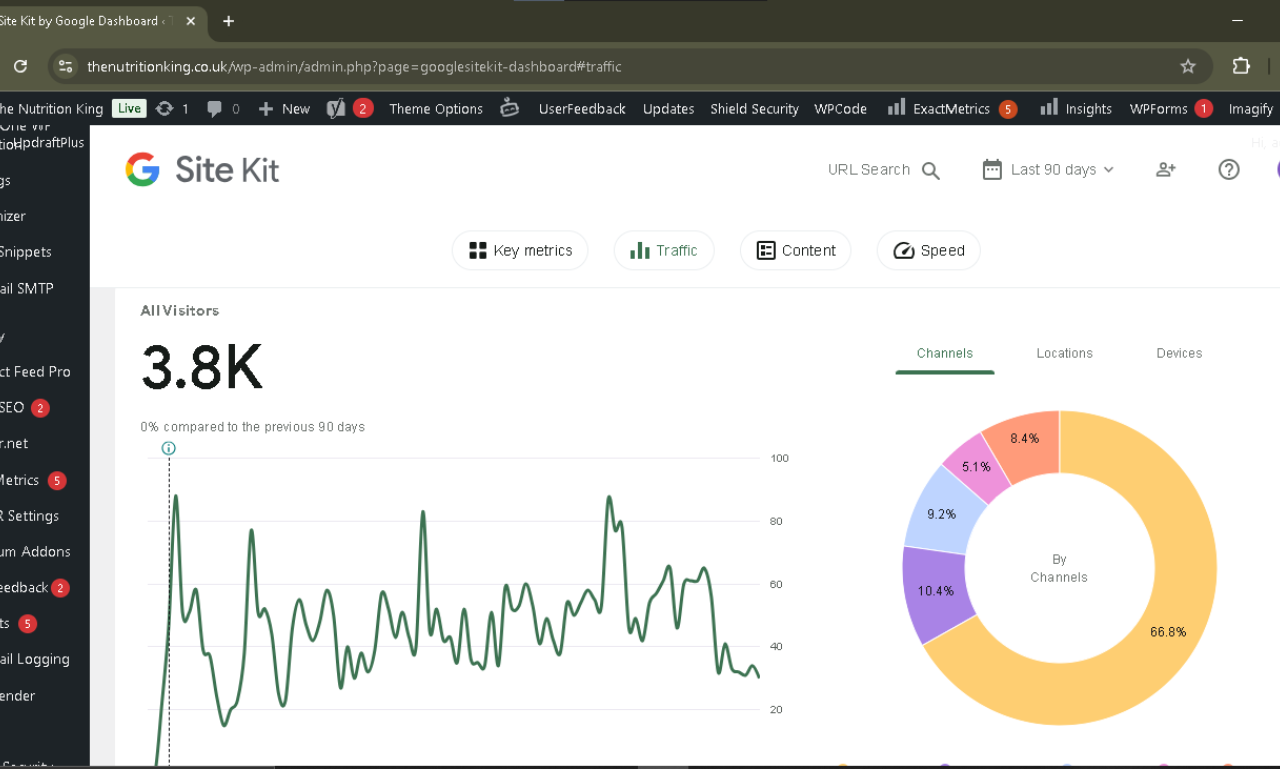 Site Kit by Google Dashboard ‹
thenutritionking.co.uk/wp-admin/admin.php?page=googlesitekit-dashboard#traffic
he Nutrition King Live 1 0 New 2 Theme Options UserFeedback Updates Shield Security WPCode ExactMetrics 5 Insights WPForms 1 Imagify
UpdraftPlus
Hi, a
gs
nizer
Snippets
ail SMTP
y
ct Feed Pro
SEO 2
r.net
Metrics 5
R Settings
um Addons
eedback 2
ts 5
ail Logging
ender
Site Kit
URL Search
Last 90 days
Key metrics
Traffic
Content
Speed
All Visitors
3.8K
0% compared to the previous 90 days
100
80
60
40
20
Channels
Locations
Devices
8.4%
5.1%
9.2%
10.4%
66.8%
By
Channels